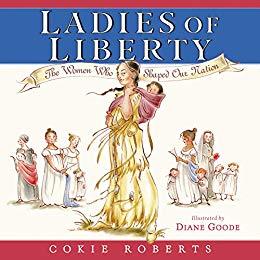 LADIES OF
LIBERTY
The Women Who Shaped Our Nation
Illustrated by
DIANE GOODE
COKIE ROBERTS